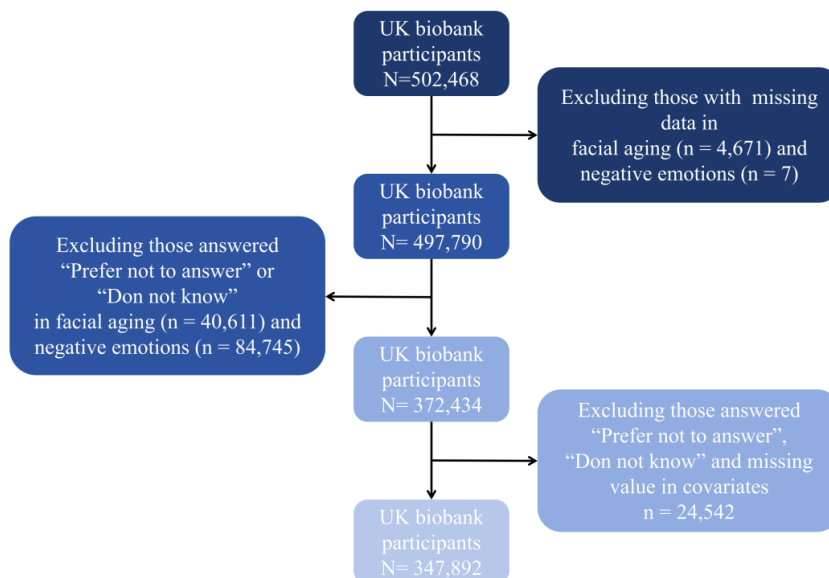 UK biobank
participants
N=502,468
Excluding those with missing
data in
facial aging (n = 4,671) and
negative emotions (n = 7)
UK biobank
participants
N= 497,790
Excluding those answered
“Prefer not to answer” or
“Don not know”
in facial aging (n = 40,611) and
negative emotions (n = 84,745)
UK biobank
participants
N= 372,434
Excluding those answered
“Prefer not to answer”,
“Don not know” and missing
value in covariates
n = 24,542
UK biobank
participants
N= 347,892